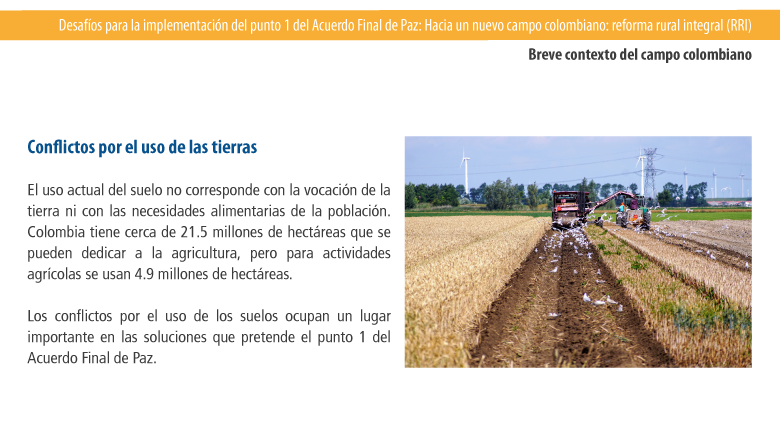 Desafíos para la implementación del punto 1 del Acuerdo Final de Paz: Hacia un nuevo campo colombiano: reforma rural integral (RRI)
Breve contexto del campo colombiano
Conflictos por el uso de las tierras
El uso actual del suelo no corresponde con la vocación de la
tierra ni con las necesidades alimentarias de la población.
Colombia tiene cerca de 21.5 millones de hectáreas que se
pueden dedicar a la agricultura, pero para actividades
agrícolas se usan 4.9 millones de hectáreas.
Los conflictos por el uso de los suelos ocupan un lugar
importante en las soluciones que pretende el punto 1 del
Acuerdo Final de Paz.